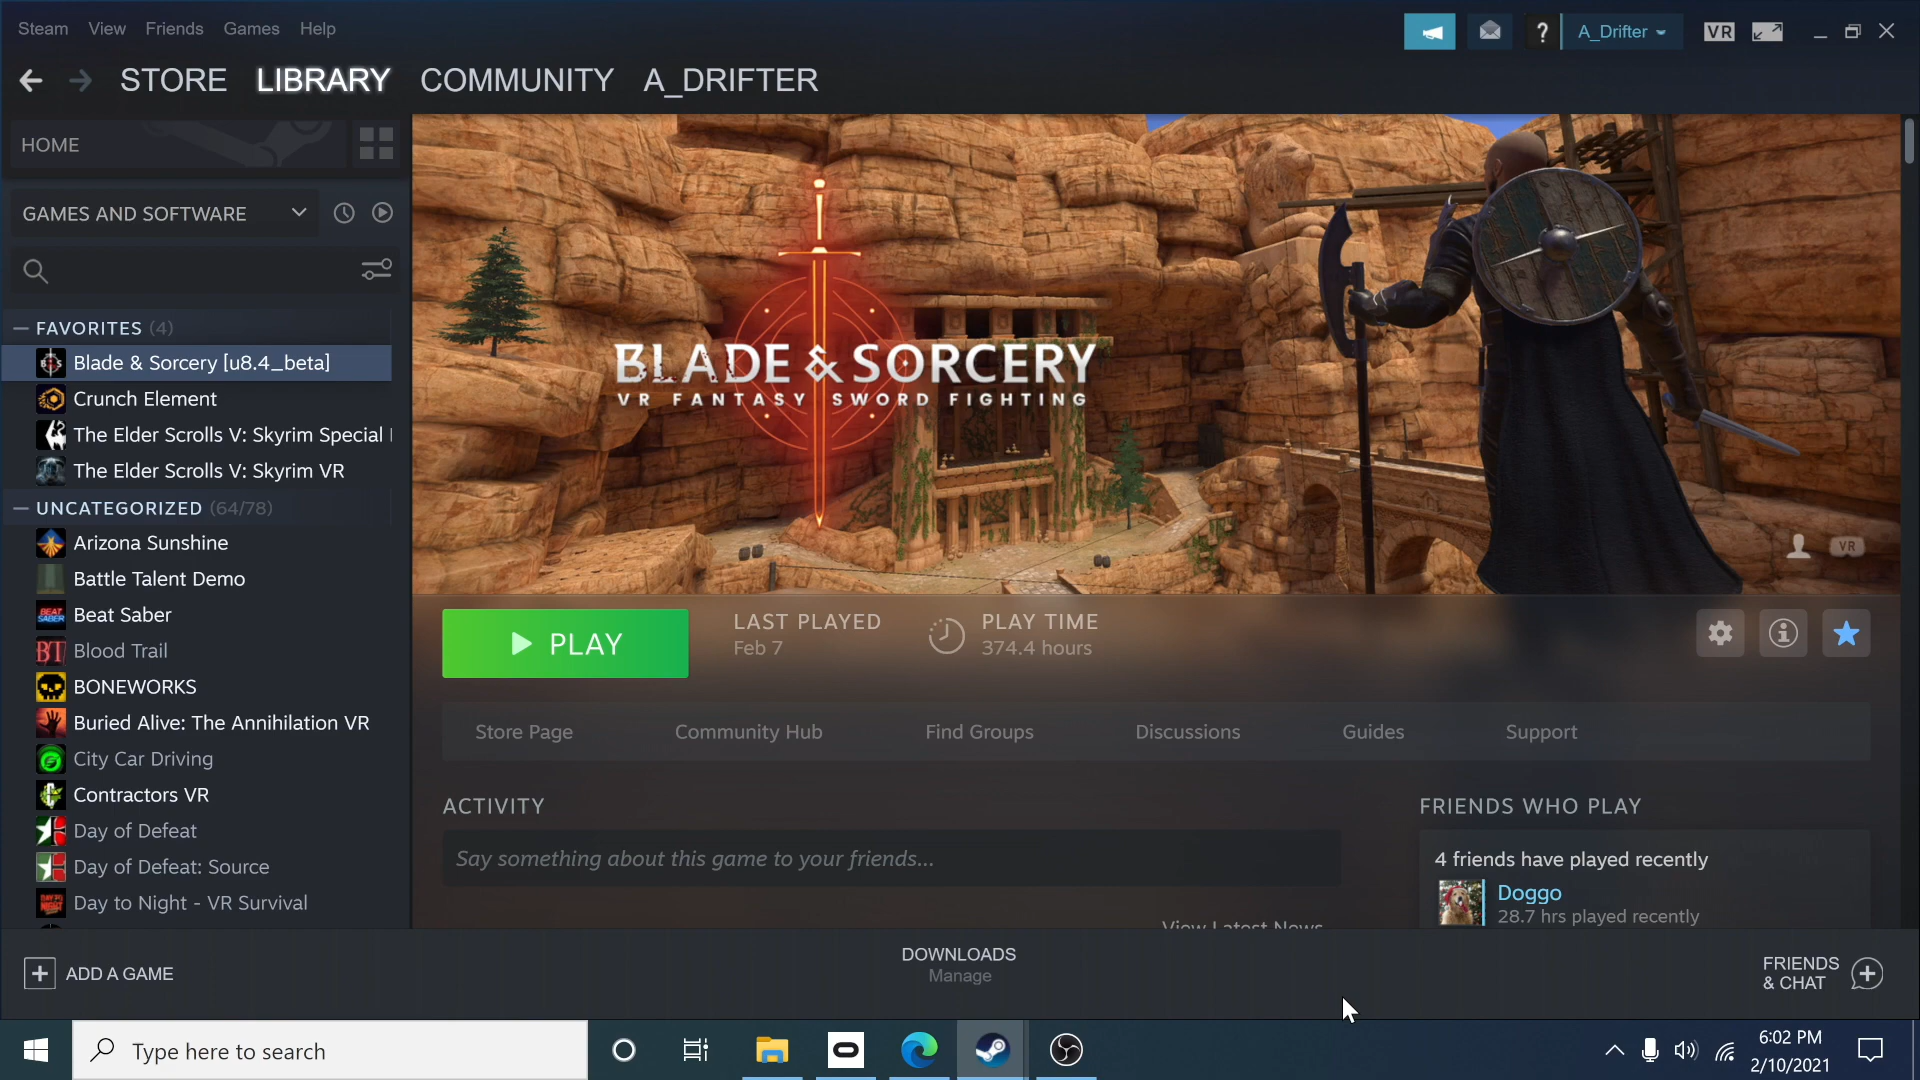 Steam View Friends Games Help
A_Drifter
VR
STORE LIBRARY COMMUNITY A_DRIFTER
HOME
GAMES AND SOFTWARE
FAVORITES (4)
Blade & Sorcery [u8.4_beta]
Crunch Element
The Elder Scrolls V: Skyrim Special
The Elder Scrolls V: Skyrim VR
UNCATEGORIZED (64/78)
Arizona Sunshine
Battle Talent Demo
BEAT SABER
Beat Saber
BT
Blood Trail
BONEWORKS
Buried Alive: The Annihilation VR
City Car Driving
Contractors VR
Day of Defeat
Day of Defeat: Source
Day to Night - VR Survival
BLADE & SORCERY
VR FANTASY SWORD FIGHTING
VR
PLAY
LAST PLAYED
Feb 7
PLAY TIME
374.4 hours
Store Page Community Hub Find Groups Discussions Guides Support
ACTIVITY
Say something about this game to your friends...
View Latest News
FRIENDS WHO PLAY
4 friends have played recently
Doggo
28.7 hrs played recently
ADD A GAME
DOWNLOADS
Manage
FRIENDS
& CHAT
Type here to search
6:02 PM
2/10/2021